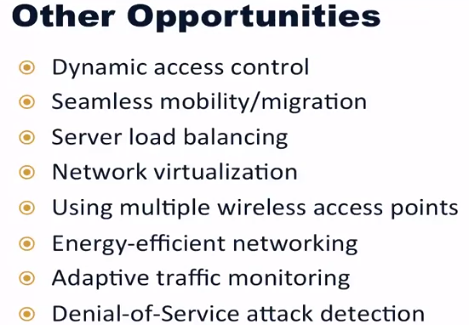 Other Opportunities
Dynamic access control
Seamless mobility/migration
Server load balancing
Network virtualization
Using multiple wireless access points
Energy-efficient networking
Adaptive traffic monitoring
Denial-of-Service attack detection